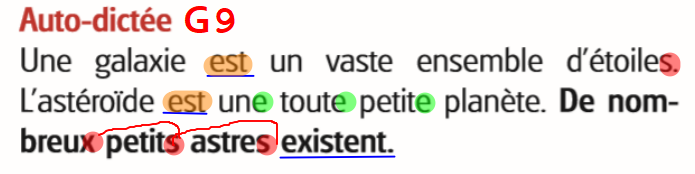 Auto-dictée G9
Une galaxie est un vaste ensemble d'étoiles.
L'astéroïde est une toute petite planète. De nom-
breux petits astres existent.